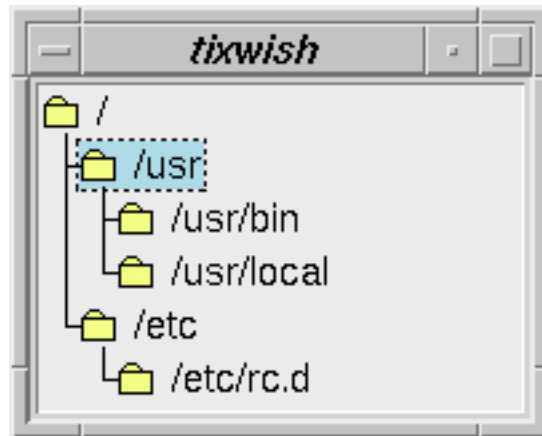 tixwish
/
/usr
/usr/bin
/usr/local
/etc
/etc/rc.d